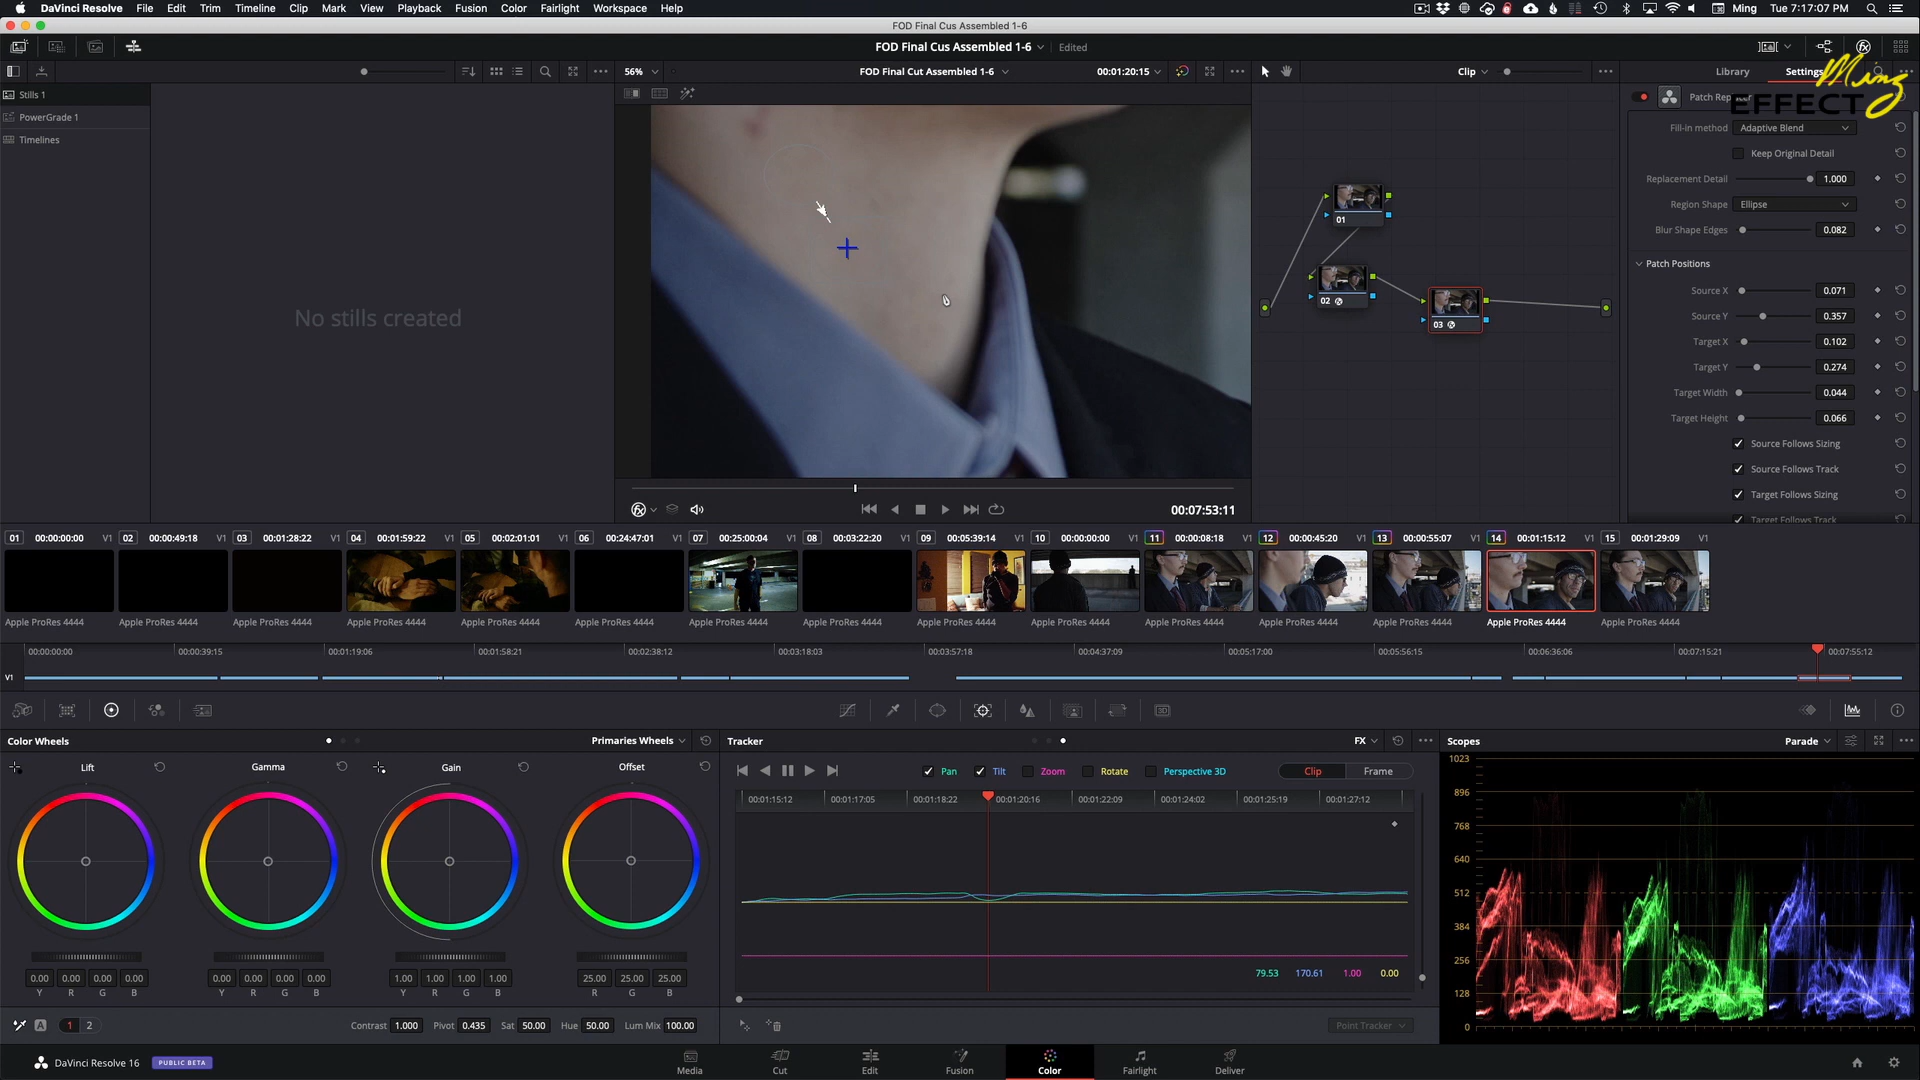 DaVinci Resolve File Edit Trim Timeline Clip Mark View Playback Fusion Color Fairlight Workspace Help
Ming Tue 7:17:07 PM
FOD Final Cus Assembled 1-6
FOD Final Cus Assembled 1-6 Edited
56% FOD Final Cut Assembled 1-6 00:01:20:15 Clip Library Settings
Ming
EFFECT
Stills 1
PowerGrade 1
Timelines
No stills created
Fill-in method Adaptive Blend
Keep Original Detail
Replacement Detail 1.000
Region Shape Ellipse
Blur Shape Edges 0.082
Patch Positions
Source X 0.071
Source Y 0.357
Target X 0.102
Target Y 0.274
Target Width 0.044
Target Height 0.066
Source Follows Sizing
Source Follows Track
Target Follows Sizing
Target Follows Track
01
02
03
00:07:53:11
01 00:00:00:00 V1 02 00:00:49:18 V1 03 00:01:28:22 V1 04 00:01:59:22 V1 05 00:02:01:01 V1 06 00:24:47:01 V1 07 00:25:00:04 V1 08 00:03:22:20 V1 09 00:05:39:14 V1 10 00:00:00:00 V1 11 00:00:08:18 V1 12 00:00:45:20 V1 13 00:00:55:07 V1 14 00:01:15:12 V1 15 00:01:29:09 V1
Apple ProRes 4444 Apple ProRes 4444 Apple ProRes 4444 Apple ProRes 4444 Apple ProRes 4444 Apple ProRes 4444 Apple ProRes 4444 Apple ProRes 4444 Apple ProRes 4444 Apple ProRes 4444 Apple ProRes 4444 Apple ProRes 4444 Apple ProRes 4444 Apple ProRes 4444 Apple ProRes 4444
00:00:00:00 00:00:39:15 00:01:19:06 00:01:58:21 00:02:38:12 00:03:18:03 00:03:57:18 00:04:37:09 00:05:17:00 00:05:56:15 00:06:36:06 00:07:15:21 00:07:55:12
V1
Color Wheels Primaries Wheels
Lift Gamma Gain Offset
0.00 0.00 0.00 0.00 0.00 0.00 0.00 0.00 1.00 1.00 1.00 1.00 25.00 25.00 25.00
Y R G B Y R G B Y R G B R G B
A 1 2 Contrast 1.000 Pivot 0.435 Sat 50.00 Hue 50.00 Lum Mix 100.00
Tracker FX
Pan Tilt Zoom Rotate Perspective 3D Clip Frame
00:01:15:12 00:01:17:05 00:01:18:22 00:01:20:16 00:01:22:09 00:01:24:02 00:01:25:19 00:01:27:12
79.53 170.61 1.00 0.00
Point Tracker
Scopes Parade
1023
896
768
640
512
384
256
128
0
DaVinci Resolve 16 PUBLIC BETA
Media Cut Edit Fusion Color Fairlight Deliver